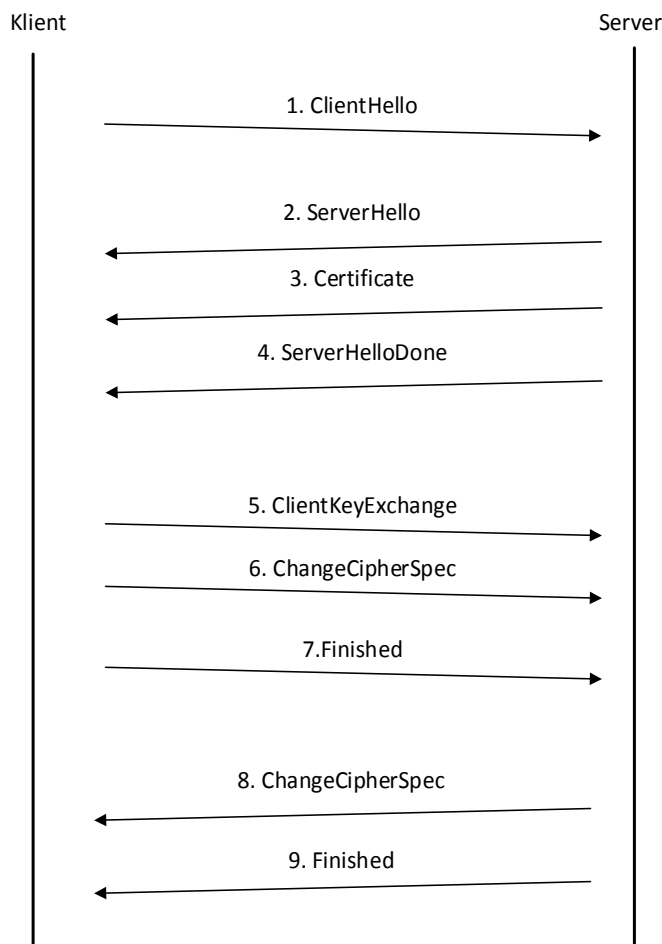 Klient
Server
1. ClientHello
2. ServerHello
3. Certificate
4. ServerHelloDone
5. ClientKeyExchange
6. ChangeCipherSpec
7.Finished
8. ChangeCipherSpec
9. Finished